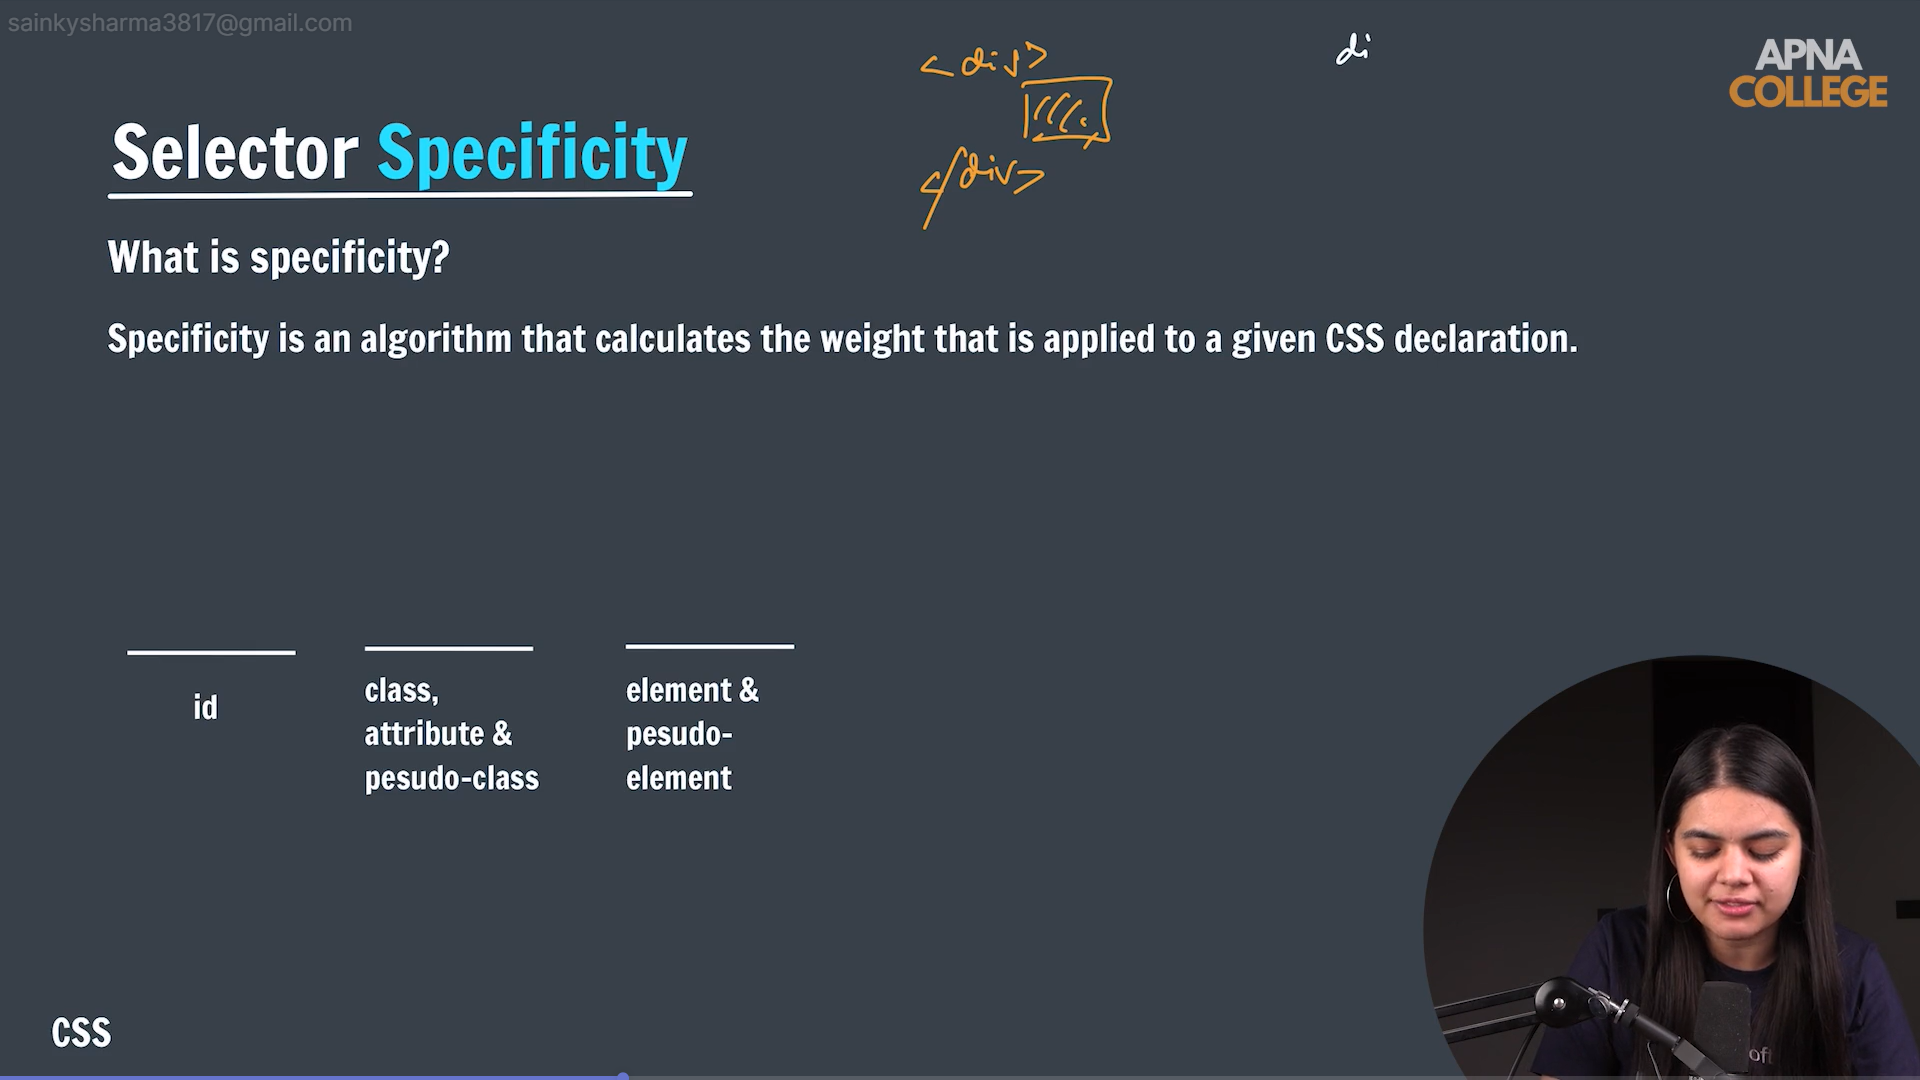 sainkysharma3817@gmail.com
<div>
di
APNA
COLLEGE
</div>
Selector Specificity
What is specificity?
Specificity is an algorithm that calculates the weight that is applied to a given CSS declaration.
id
class,
attribute &
pesudo-class
element &
pesudo-
element
CSS
oft